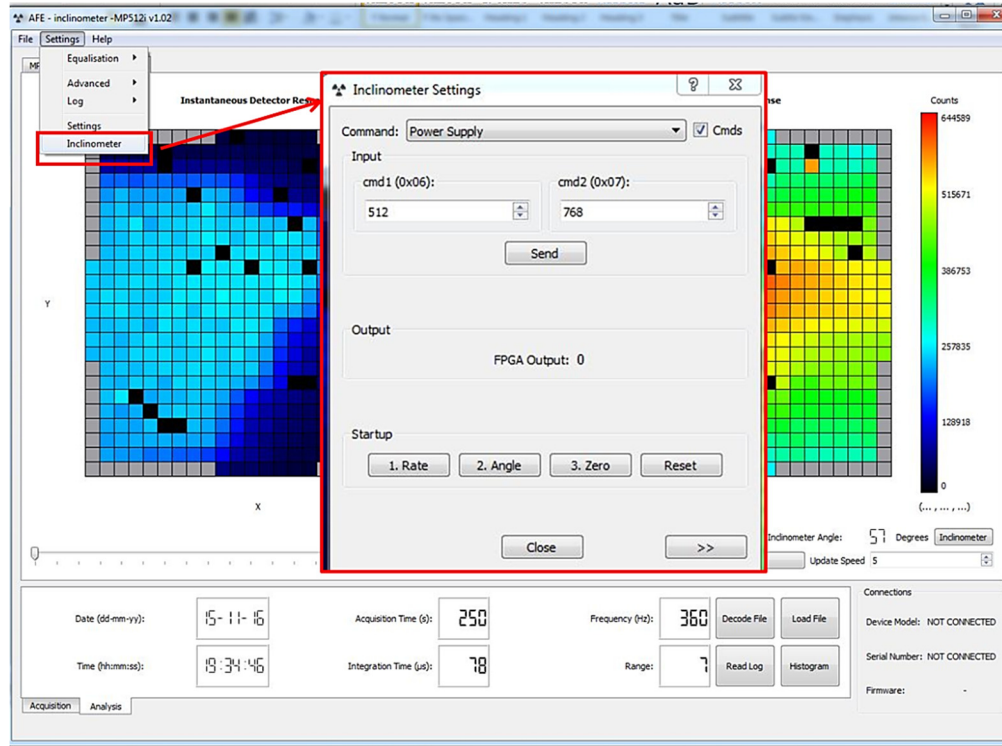 AFE - inclinometer -MP512i v1.02
File Settings Help
Equalisation
Advanced
Log
Settings
Inclinometer
Instantaneous Detector
Counts
644589
515671
386753
257835
128918
0
(... , ... , ...)
Y
X
Inclinometer Settings
Command: Power Supply Cmds
Input
cmd1 (0x06): cmd2 (0x07):
512 768
Send
Output
FPGA Output: 0
Startup
1. Rate 2. Angle 3. Zero Reset
Close >>
Inclinometer Angle: 57 Degrees Inclinometer
Update Speed 5
Date (dd-mm-yy): 15-11-16
Acquisition Time (s): 250
Frequency (Hz): 360
Decode File Load File
Time (hh:mm:ss): 19:34:46
Integration Time (µs): 78
Range: 7
Read Log Histogram
Connections
Device Model: NOT CONNECTED
Serial Number: NOT CONNECTED
Firmware: -
Acquisition Analysis